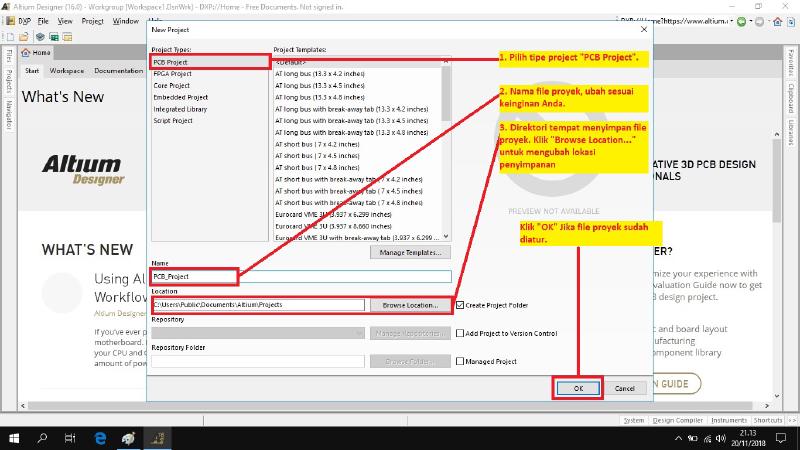 Altium Designer (16.0) - Workgroup [Workspace1.DsnWrk] - DXP://Home - Free Documents. Not signed in.
DXP File View Project Window
DXP://Home?https://www.altium.
Home
Start Workspace Documentation
Files
Projects
Navigator
Favorites
Clipboard
Libraries
What's New
Altium
Designer
WHAT'S NEW
Using Al
Workflow
Altium Designer
If you've ever p
motherboard. I
your CPU and G
amount of pow
ATIVE 3D PCB DESIGN
NALS
ER?
mize your experience with
valuation Guide now to get
B design project.
c and board layout
ufacturing
omponent library
N GUIDE
New Project
Project Types:
PCB Project
FPGA Project
Core Project
Embedded Project
Integrated Library
Script Project
Project Templates:
<Default>
AT long bus (13.3 x 4.2 inches)
AT long bus (13.3 x 4.5 inches)
AT long bus (13.3 x 4.8 inches)
AT long bus with break-away tab (13.3 x 4.2 inches)
AT long bus with break-away tab (13.3 x 4.5 inches)
AT long bus with break-away tab (13.3 x 4.8 inches)
AT short bus ( 7 x 4.2 inches)
AT short bus ( 7 x 4.5 inches)
AT short bus ( 7 x 4.8 inches)
AT short bus with break-away tab ( 7 x 4.2 inches)
AT short bus with break-away tab ( 7 x 4.5 inches)
AT short bus with break-away tab ( 7 x 4.8 inches)
Eurocard VME 3U (3.937 x 6.299 inches)
Eurocard VME 3U (3.937 x 8.660 inches)
Eurocard VME 3U with break-away tab (3.937 x 6.299 ...
PREVIEW NOT AVAILABLE
Manage Templates...
Name
PCB_Project
Location
C:\Users\Public\Documents\Altium\Projects
Browse Location...
Create Project Folder
Repository
Manage Repositories...
Add Project to Version Control
Repository Folder
Browse Folder...
Managed Project
OK
Cancel
1. Pilih tipe project "PCB Project".
2. Nama file proyek, ubah sesuai
keinginan Anda.
3. Direktori tempat menyimpan file
proyek. Klik "Browse Location..."
untuk mengubah lokasi
penyimpanan
Klik "OK" Jika file proyek sudah
diatur.
System Design Compiler Instruments Shortcuts >>
21.13
20/11/2018